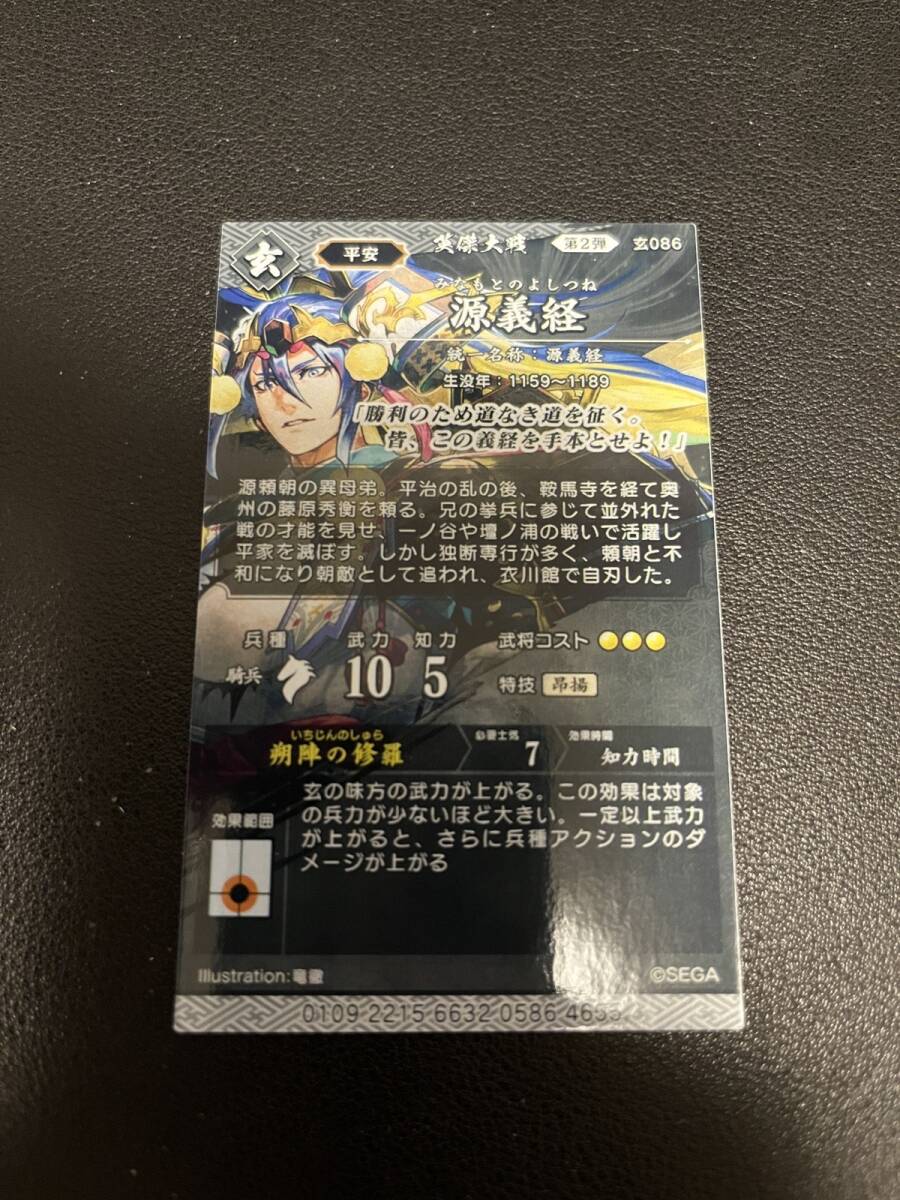 玄
平安
英傑大戦
第2弾
玄086
みなもとのよしつね
源義経
統一名称：源義経
生没年：1159～1189
「勝利のため道なき道を征く。
皆、この義経を手本とせよ！」
源頼朝の異母弟。平治の乱の後、鞍馬寺を経て奥
州の藤原秀衡を頼る。兄の挙兵に参じて並外れた
戦の才能を見せ、一ノ谷や壇ノ浦の戦いで活躍し
平家を滅ぼす。しかし独断専行が多く、頼朝と不
和になり朝敵として追われ、衣川館で自刃した。
兵種 武力 知力 武将コスト
騎兵 10 5 特技 昂揚
いちじんのしゅら
朔陣の修羅
必要士気 7
効果時間 知力時間
効果範囲
玄の味方の武力が上がる。この効果は対象
の兵力が少ないほど大きい。一定以上武力
が上がると、さらに兵種アクションのダ
メージが上がる
Illustration:竜徹
©SEGA
0109 2215 6632 0586